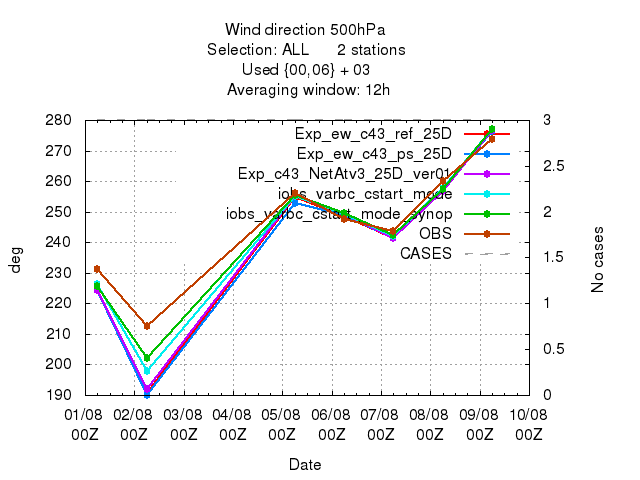 Wind direction 500hPa
Selection: ALL 2 stations
Used {00,06} + 03
Averaging window: 12h
280 3
Exp_ew_c43_ref_25D
Exp_ew_c43_ps_25D
270
Exp_c43_NetAtv3_25D_ver01
2.5
260
iobs_varbc_cstart_mode
250 2
iobs_varbc_cstart_mode_synop
OBS
240
CASES
1.5
230
220 1
210
0.5
200
190 0
deg
No cases
01/08 02/08 03/08 04/08 05/08 06/08 07/08 08/08 09/08 10/08
00Z 00Z 00Z 00Z 00Z 00Z 00Z 00Z 00Z 00Z
Date